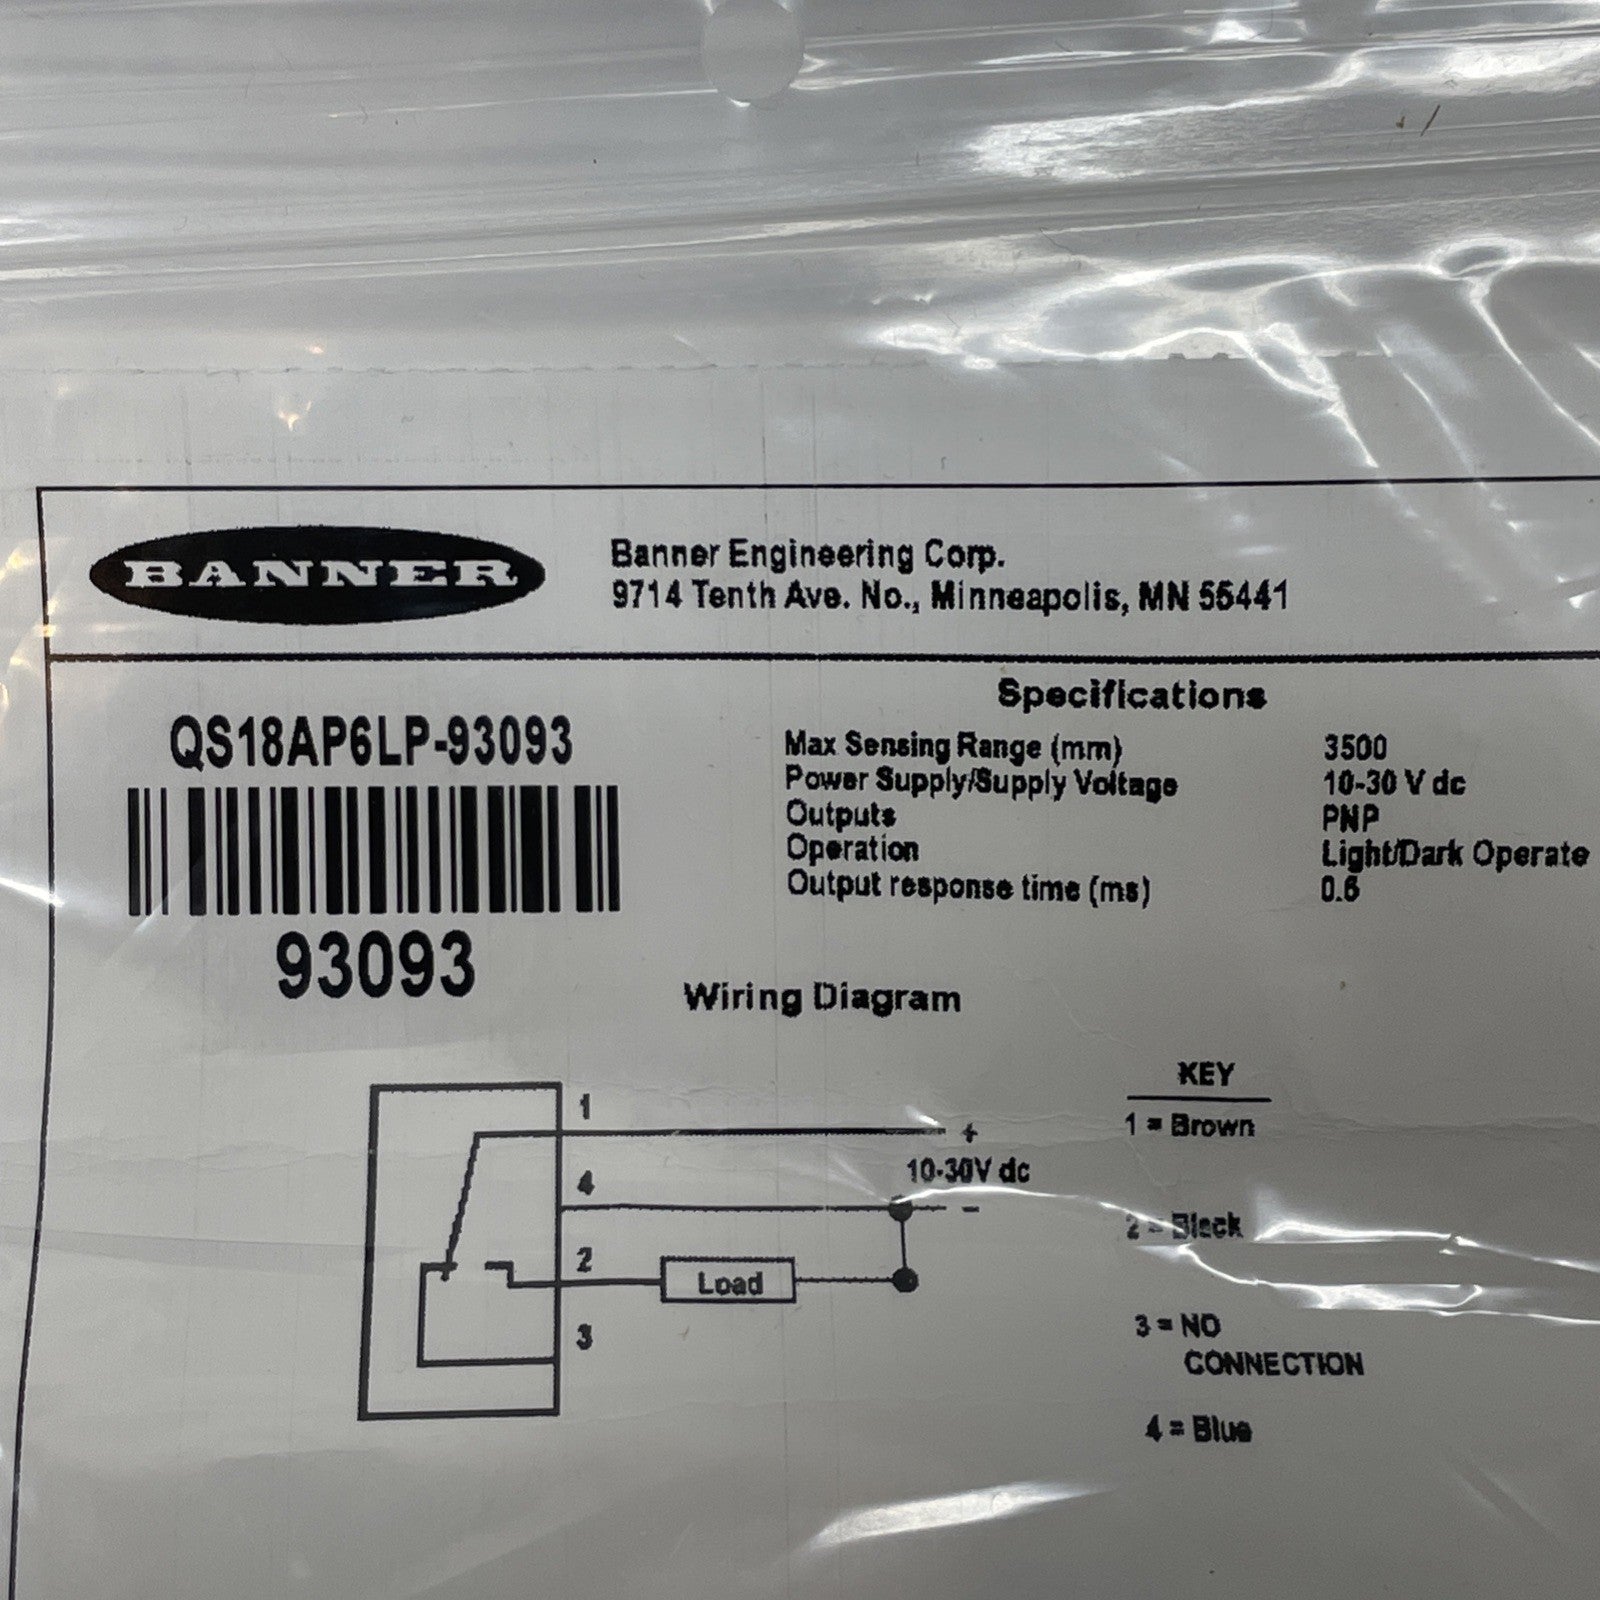 BANNER
Banner Engineering Corp.
9714 Tenth Ave. No., Minneapolis, MN 55441
QS18AP6LP-93093
93093
Specifications
Max Sensing Range (mm) 3500
Power Supply/Supply Voltage 10-30 V dc
Outputs PNP
Operation Light/Dark Operate
Output response time (ms) 0.6
Wiring Diagram
1
+
10-30V dc
4
-
2
Load
3
KEY
1 = Brown
2 = Black
3 = NO
CONNECTION
4 = Blue